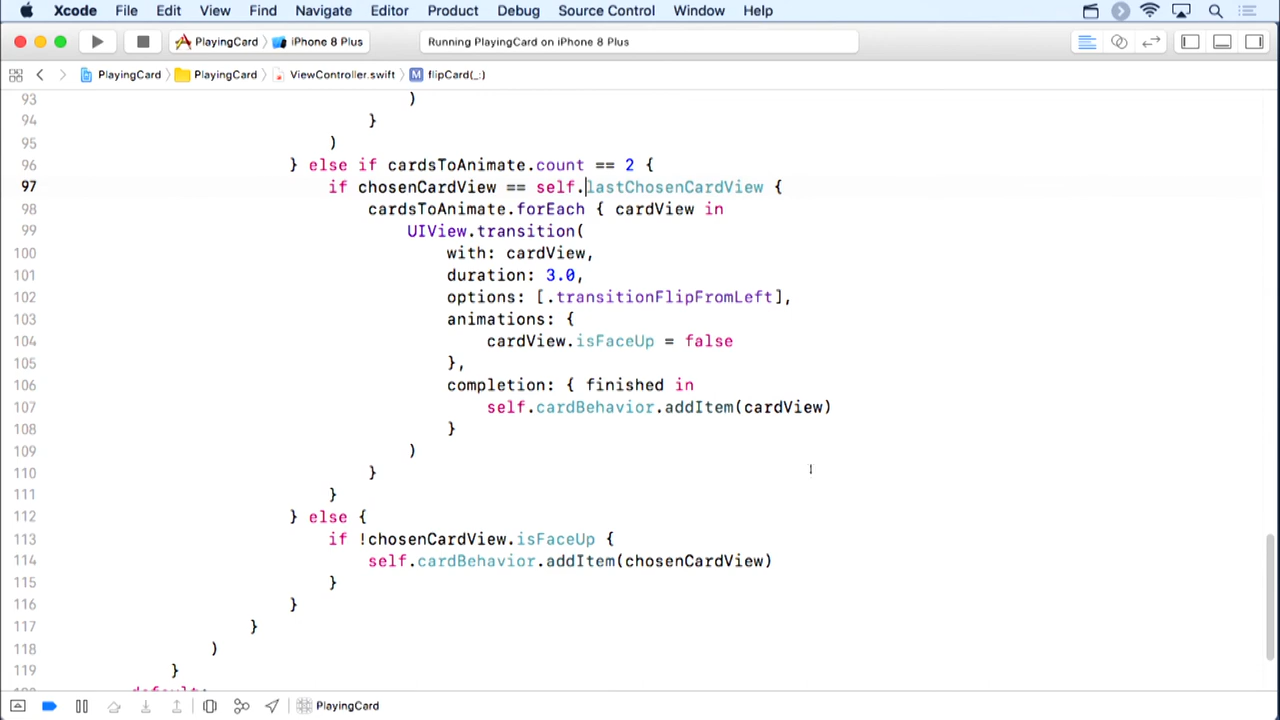 Xcode File Edit View Find Navigate Editor Product Debug Source Control Window Help
PlayingCard iPhone 8 Plus Running PlayingCard on iPhone 8 Plus
PlayingCard PlayingCard ViewController.swift M flipCard(_:)
93 )
94 }
95 )
96 } else if cardsToAnimate.count == 2 {
97 if chosenCardView == self.lastChosenCardView {
98 cardsToAnimate.forEach { cardView in
99 UIView.transition(
100 with: cardView,
101 duration: 3.0,
102 options: [.transitionFlipFromLeft],
103 animations: {
104 cardView.isFaceUp = false
105 },
106 completion: { finished in
107 self.cardBehavior.addItem(cardView)
108 }
109 )
110 }
111 }
112 } else {
113 if !chosenCardView.isFaceUp {
114 self.cardBehavior.addItem(chosenCardView)
115 }
116 }
117 }
118 )
119 }
120 default:
PlayingCard